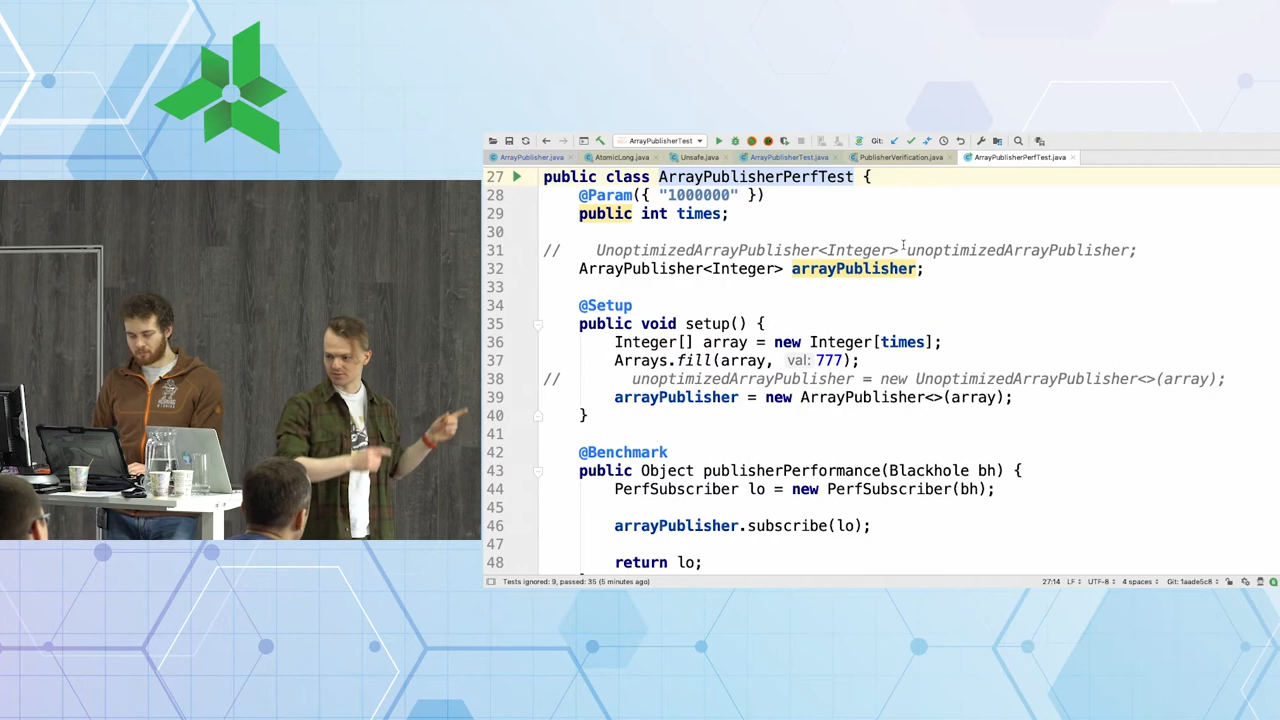 ArrayPublisherTest
Git:
ArrayPublisher.java
AtomicLong.java
Unsafe.java
ArrayPublisherTest.java
PublisherVerification.java
ArrayPublisherPerfTest.java
27 public class ArrayPublisherPerfTest {
28 @Param({ "1000000" })
29 public int times;
30
31 // UnoptimizedArrayPublisher<Integer> unoptimizedArrayPublisher;
32 ArrayPublisher<Integer> arrayPublisher;
33
34 @Setup
35 public void setup() {
36 Integer[] array = new Integer[times];
37 Arrays.fill(array, val: 777);
38 // unoptimizedArrayPublisher = new UnoptimizedArrayPublisher<>(array);
39 arrayPublisher = new ArrayPublisher<>(array);
40 }
41
42 @Benchmark
43 public Object publisherPerformance(Blackhole bh) {
44 PerfSubscriber lo = new PerfSubscriber(bh);
45
46 arrayPublisher.subscribe(lo);
47
48 return lo;
Tests ignored: 9, passed: 35 (5 minutes ago)
27:14 LF UTF-8 4 spaces Git: 1aade5c8